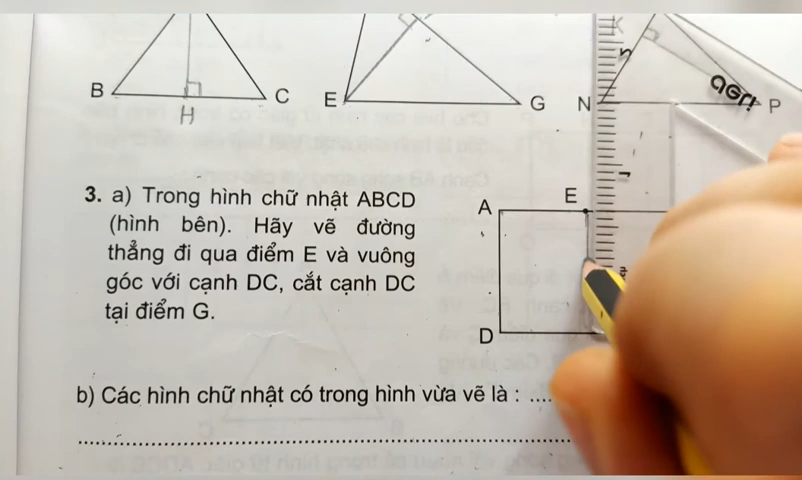 B C E G N P
H
3. a) Trong hình chữ nhật ABCD
(hình bên). Hãy vẽ đường
thẳng đi qua điểm E và vuông
góc với cạnh DC, cắt cạnh DC
tại điểm G.
A E
D
b) Các hình chữ nhật có trong hình vừa vẽ là : ....